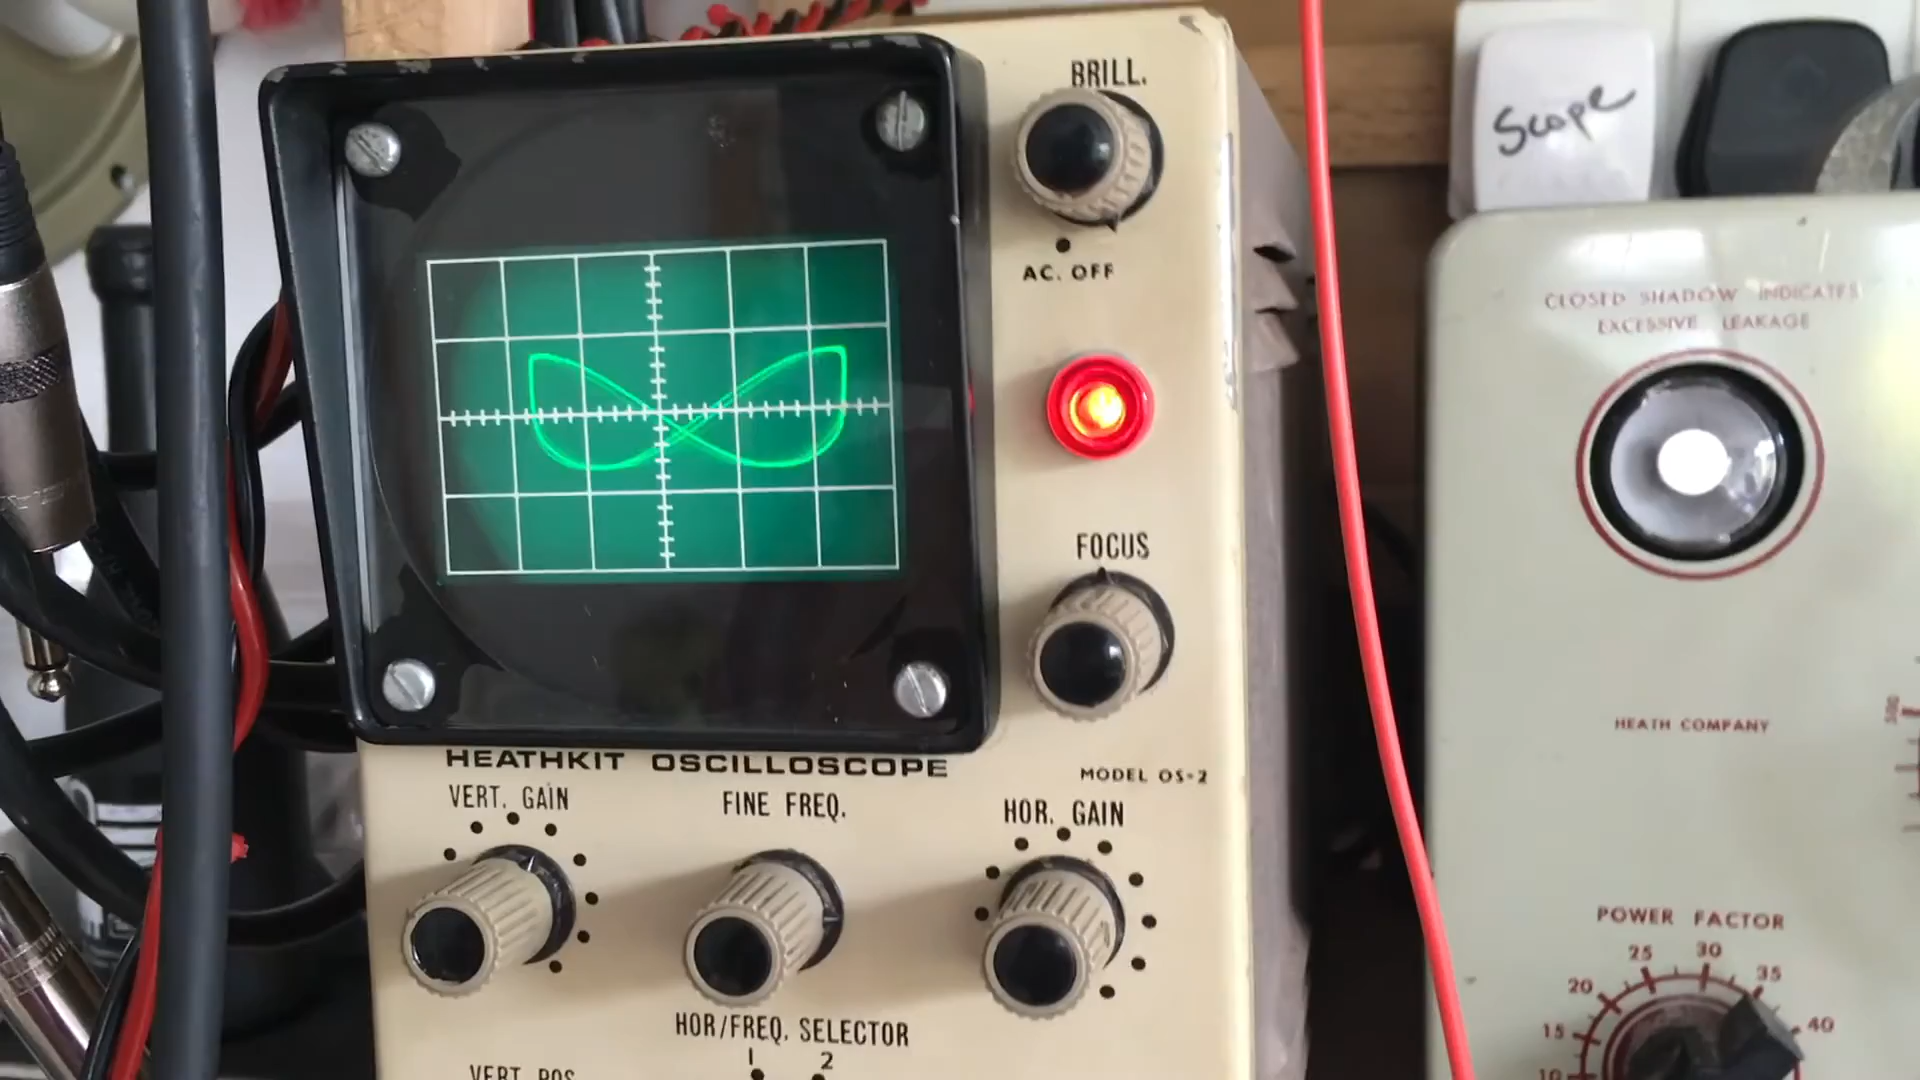 BRILL.
AC. OFF
Scope
CLOSED SHADOW INDICATES
EXCESSIVE LEAKAGE
FOCUS
HEATH COMPANY
HEATHKIT OSCILLOSCOPE
MODEL OS-2
VERT. GAIN
FINE FREQ.
HOR. GAIN
POWER FACTOR
10
15
20
25
30
35
40
HOR/FREQ. SELECTOR
1
2
VERT. POS.